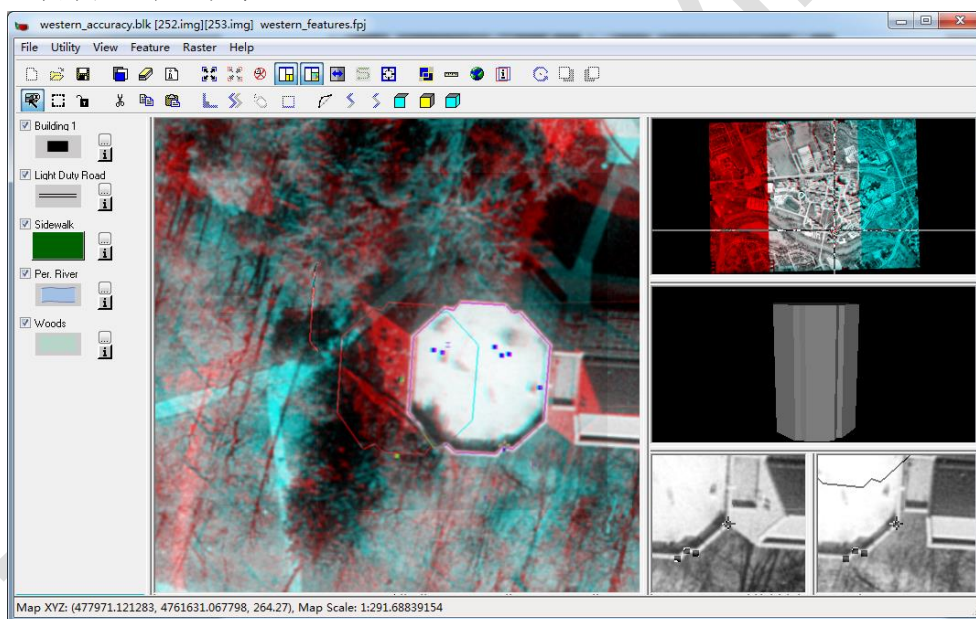 western_accuracy.blk [252.img][253.img] western_features.fpj
File Utility View Feature Raster Help
Building 1
Light Duty Road
Sidewalk
Per. River
Woods
Map XYZ: (477971.121283, 4761631.067798, 264.27), Map Scale: 1:291.68839154